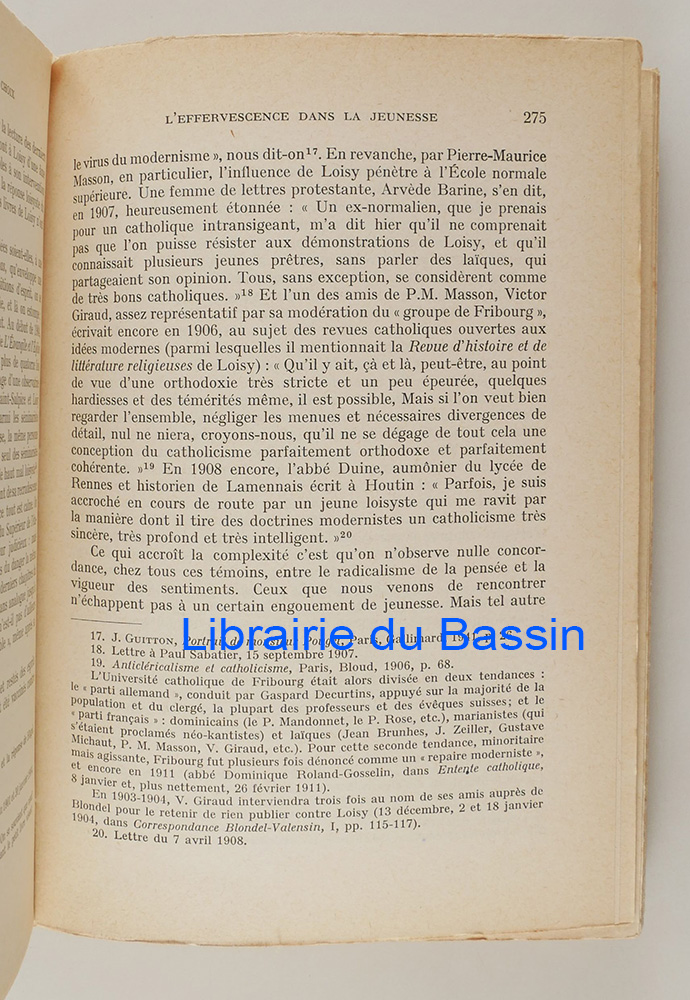 caux
la lecture des derniers
L'EFFERVESCENCE DANS LA JEUNESSE 275
le virus du modernisme », nous dit-on¹⁷. En revanche, par Pierre-Maurice
Masson, en particulier, l'influence de Loisy pénètre à l'École normale
supérieure. Une femme de lettres protestante, Arvède Barine, s'en dit,
en 1907, heureusement étonnée : « Un ex-normalien, que je prenais
pour un catholique intransigeant, m'a dit hier qu'il ne comprenait
pas que l'on puisse résister aux démonstrations de Loisy, et qu'il
connaissait plusieurs jeunes prêtres, sans parler des laïques, qui
partageaient son opinion. Tous, sans exception, se considèrent comme
de très bons catholiques. »¹⁸ Et l'un des amis de P.M. Masson, Victor
Giraud, assez représentatif par sa modération du « groupe de Fribourg »,
écrivait encore en 1906, au sujet des revues catholiques ouvertes aux
idées modernes (parmi lesquelles il mentionnait la Revue d'histoire et de
littérature religieuses de Loisy) : « Qu'il y ait, çà et là, peut-être, au point
de vue d'une orthodoxie très stricte et un peu épeurée, quelques
hardiesses et des témérités même, il est possible, Mais si l'on veut bien
regarder l'ensemble, négliger les menues et nécessaires divergences de
détail, nul ne niera, croyons-nous, qu'il ne se dégage de tout cela une
conception du catholicisme parfaitement orthodoxe et parfaitement
cohérente. »¹⁹ En 1908 encore, l'abbé Duine, aumônier du lycée de
Rennes et historien de Lamennais écrit à Houtin : « Parfois, je suis
accroché en cours de route par un jeune loisyste qui me ravit par
la manière dont il tire des doctrines modernistes un catholicisme très
sincère, très profond et très intelligent. »²⁰
Ce qui accroît la complexité c'est qu'on n'observe nulle concor-
dance, chez tous ces témoins, entre le radicalisme de la pensée et la
vigueur des sentiments. Ceux que nous venons de rencontrer
n'échappent pas à un certain engouement de jeunesse. Mais tel autre
17. J. GUITTON, Portrait de monsieur Pouget, Paris, Gallimard, 1941, p. 26.
Librairie du Bassin
18. Lettre à Paul Sabatier, 15 septembre 1907.
19. Anticléricalisme et catholicisme, Paris, Bloud, 1906, p. 68.
L'Université catholique de Fribourg était alors divisée en deux tendances :
le « parti allemand », conduit par Gaspard Decurtins, appuyé sur la majorité de la
population et du clergé, la plupart des professeurs et des évêques suisses; et le
« parti français » : dominicains (le P. Mandonnet, le P. Rose, etc.), marianistes (qui
s'étaient proclamés néo-kantistes) et laïques (Jean Brunhes, J. Zeiller, Gustave
Michaut, P. M. Masson, V. Giraud, etc.). Pour cette seconde tendance, minoritaire
mais agissante, Fribourg fut plusieurs fois dénoncé comme un « repaire moderniste »,
et encore en 1911 (abbé Dominique Roland-Gosselin, dans Entente catholique,
8 janvier et, plus nettement, 26 février 1911).
En 1903-1904, V. Giraud interviendra trois fois au nom de ses amis auprès de
Blondel pour le retenir de rien publier contre Loisy (13 décembre, 2 et 18 janvier
1904, dans Correspondance Blondel-Valensin, I, pp. 115-117).
20. Lettre du 7 avril 1908.